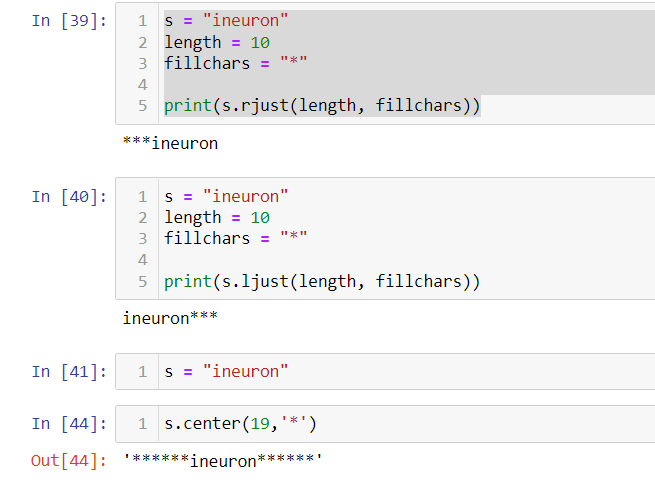 In [39]: 1 s = "ineuron"
2 length = 10
3 fillchars = "*"
4
5 print(s.rjust(length, fillchars))
***ineuron
In [40]: 1 s = "ineuron"
2 length = 10
3 fillchars = "*"
4
5 print(s.ljust(length, fillchars))
ineuron***
In [41]: 1 s = "ineuron"
In [44]: 1 s.center(19,'*')
Out[44]: '******ineuron******'